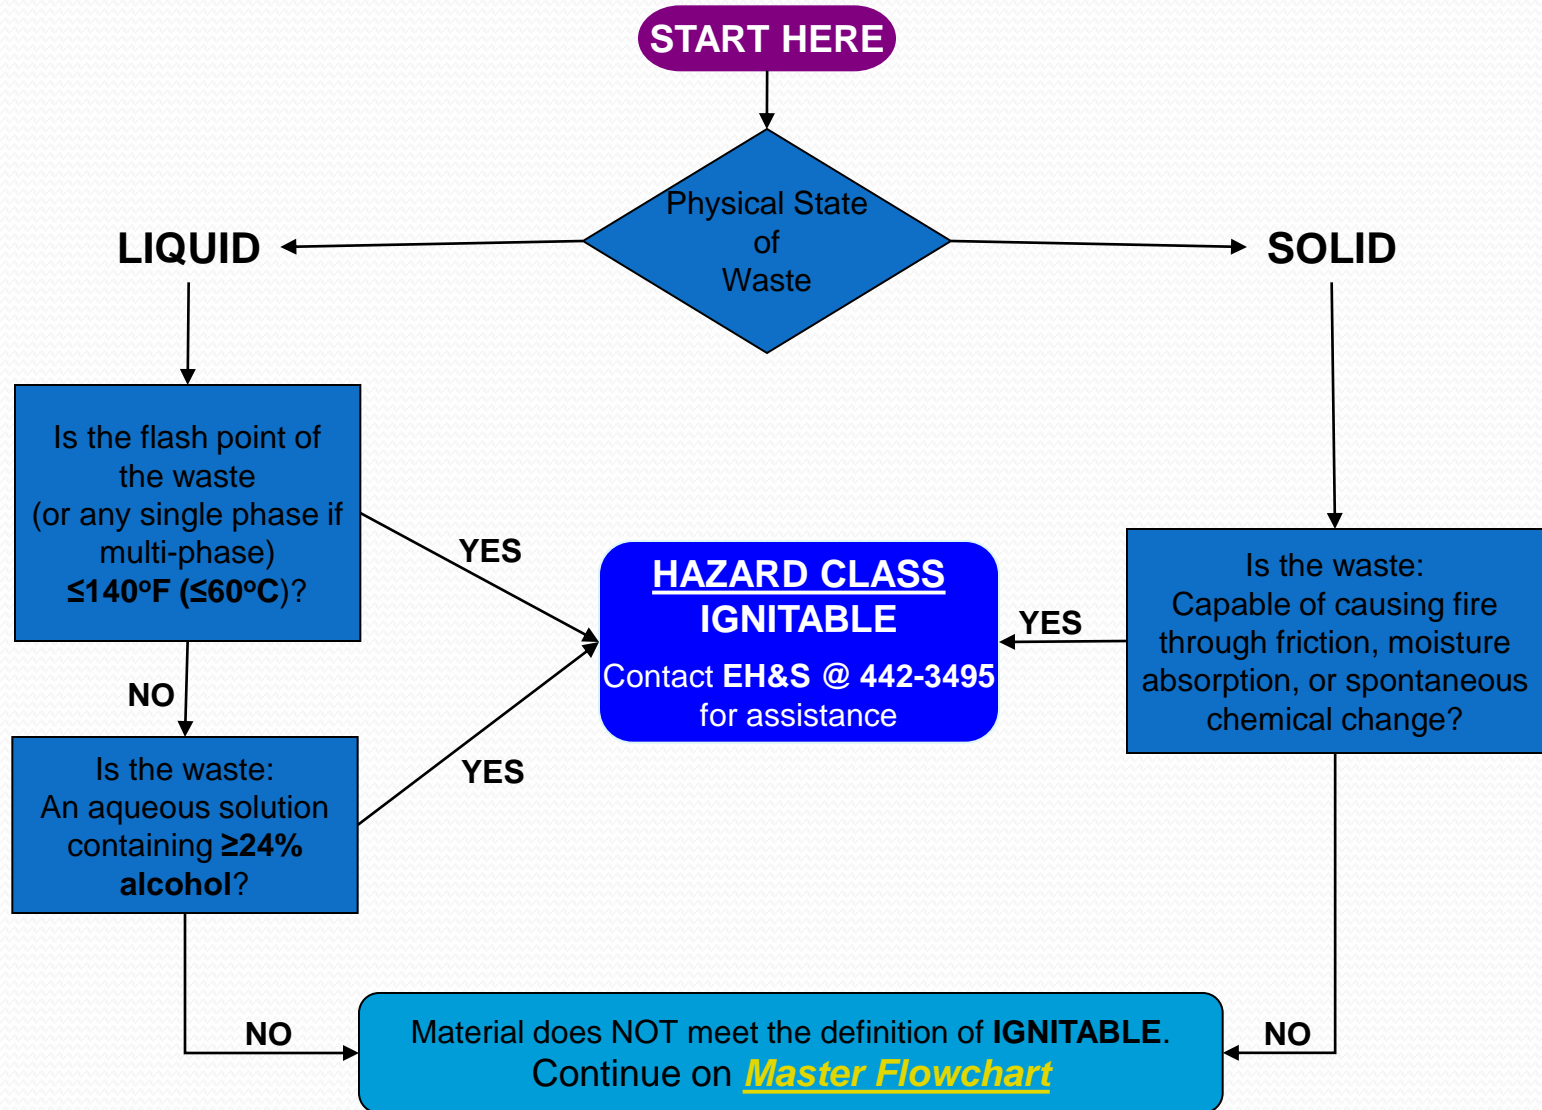 START HERE
Physical State
of
Waste
LIQUID
SOLID
Is the flash point of
the waste
(or any single phase if
multi-phase)
≤140ºF (≤60ºC)?
YES
NO
HAZARD CLASS
IGNITABLE
Contact EH&S @ 442-3495
for assistance
YES
Is the waste:
Capable of causing fire
through friction, moisture
absorption, or spontaneous
chemical change?
Is the waste:
An aqueous solution
containing ≥24%
alcohol?
YES
NO
NO
Material does NOT meet the definition of IGNITABLE.
Continue on Master Flowchart